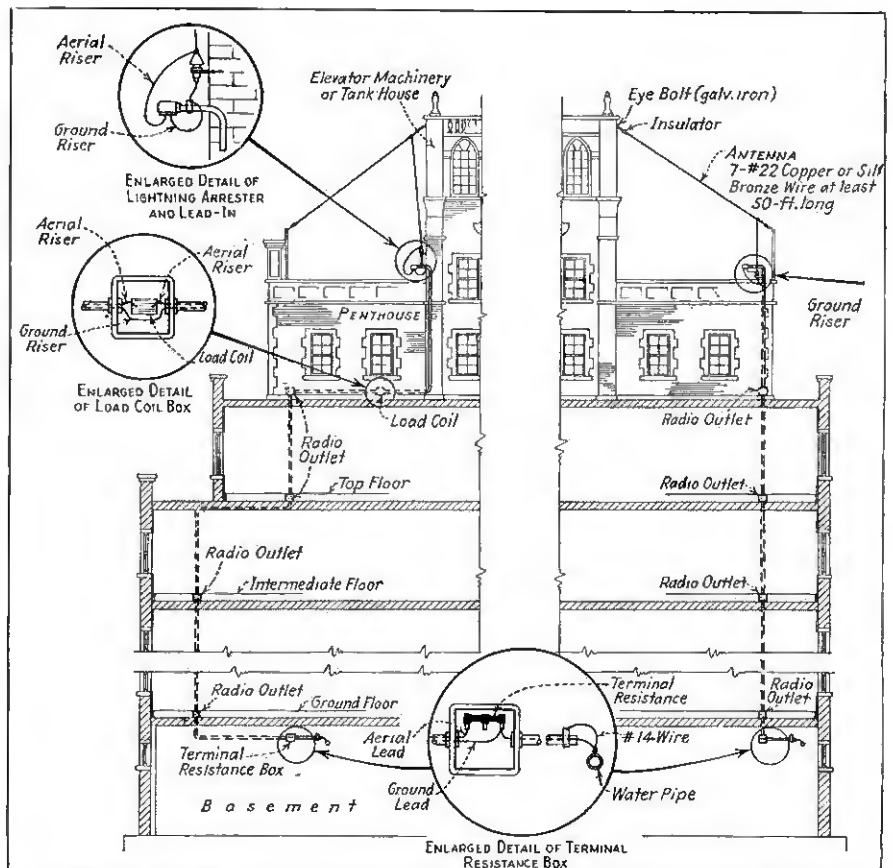 Aerial
Riser
Ground
Riser
ENLARGED DETAIL OF
LIGHTNING ARRESTER
AND LEAD-IN
Elevator Machinery
or Tank House
Eye Bolt (galv. iron)
Insulator
ANTENNA
7-#22 Copper or Sil
Bronze Wire at least
50-ft. long
Aerial
Riser
Aerial
Riser
Ground
Riser
Load Coil
ENLARGED DETAIL
OF LOAD COIL BOX
PENTHOUSE
Ground
Riser
Load Coil
Radio Outlet
Radio
Outlet
Top Floor
Radio Outlet
Radio Outlet
Intermediate Floor
Radio Outlet
Radio Outlet
Ground Floor
Terminal
Resistance
Radio
Outlet
Aerial
Lead
#14-Wire
Terminal
Resistance Box
Ground
Lead
Water Pipe
Basement
ENLARGED DETAIL OF TERMINAL
RESISTANCE BOX